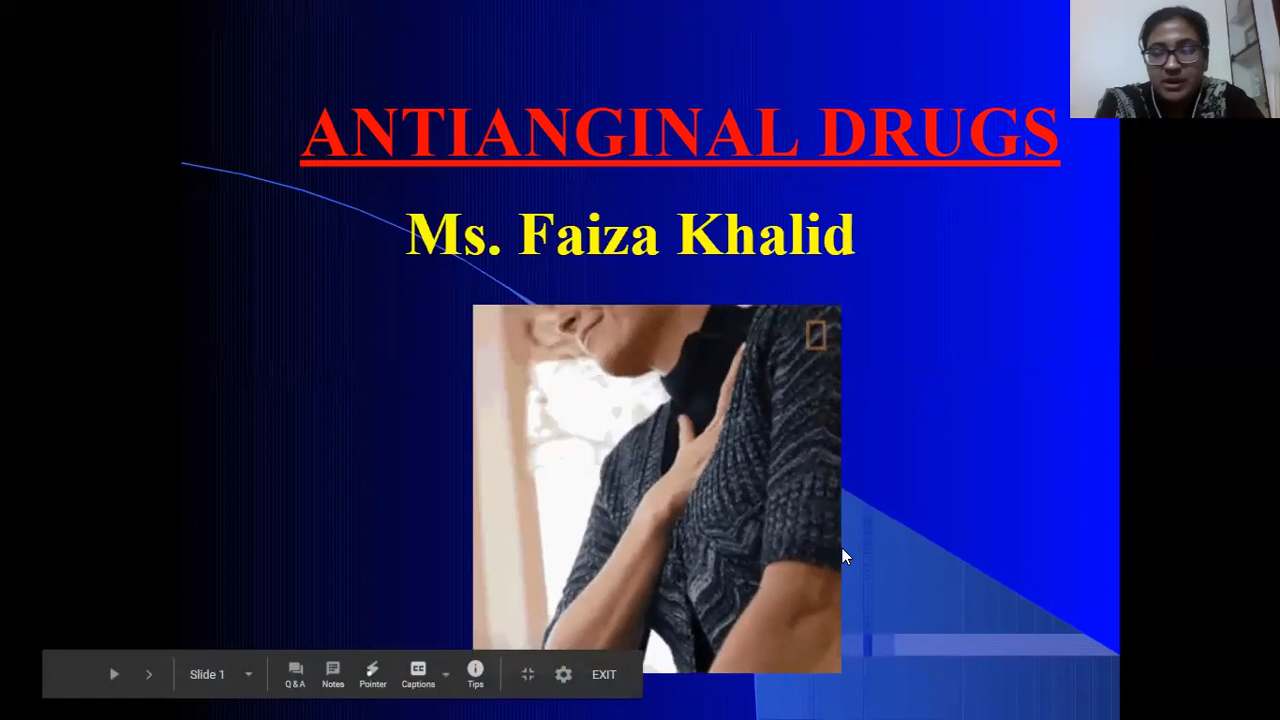 ANTIANGINAL DRUGS
Ms. Faiza Khalid
Slide 1
Q & A
Notes
Pointer
Captions
Tips
EXIT